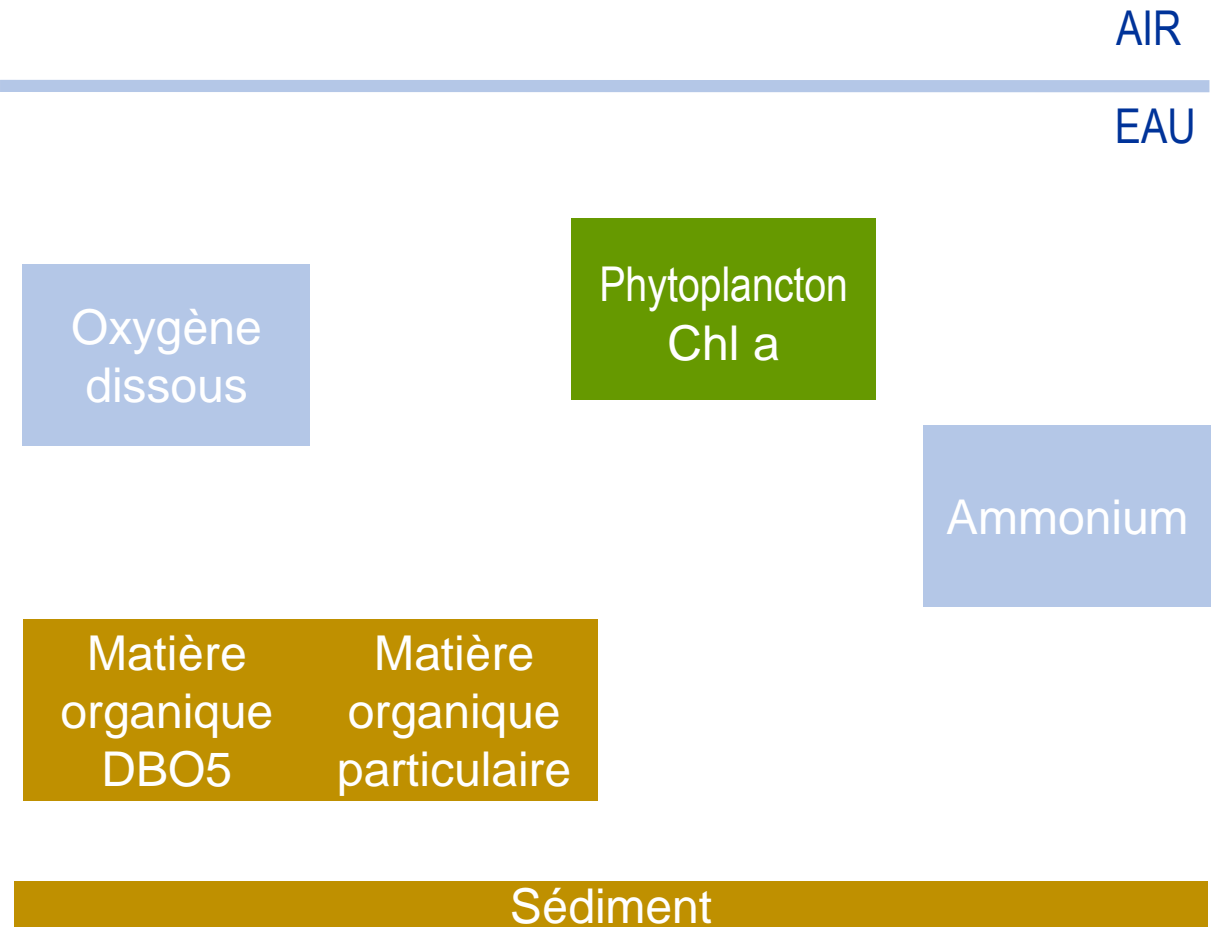 AIR
EAU
Phytoplancton
Chl a
Oxygène
dissous
Ammonium
Matière
organique
DBO5
Matière
organique
particulaire
Sédiment